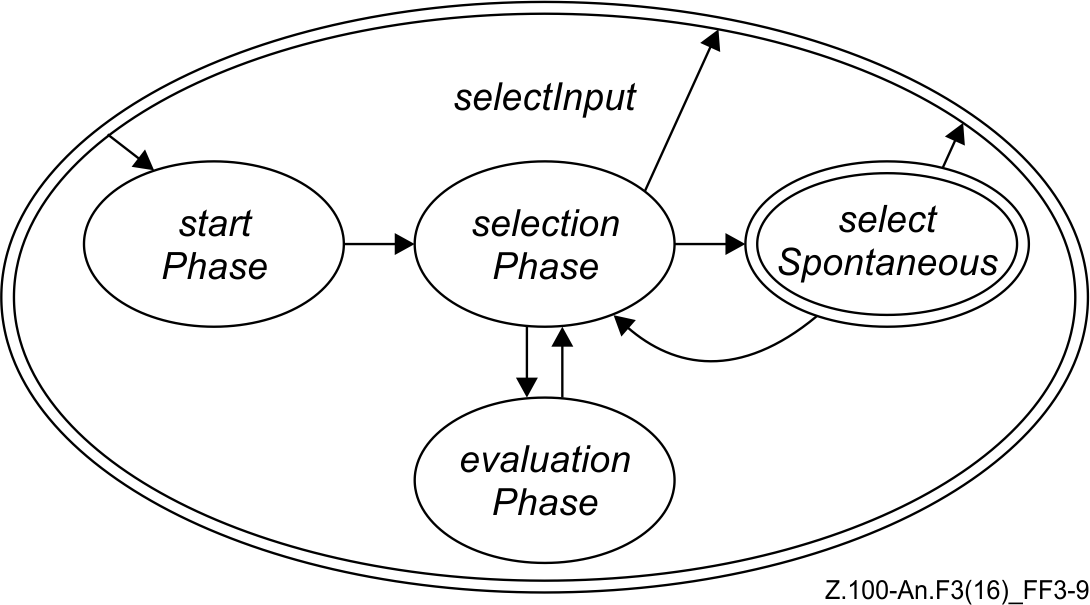 selectInput
start
Phase
selection
Phase
select
Spontaneous
evaluation
Phase
Z.100-An.F3(16)_FF3-9